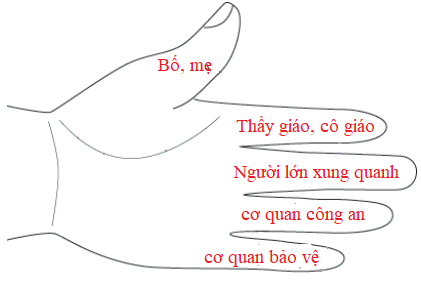 Bố, mẹ
Thầy giáo, cô giáo
Người lớn xung quanh
cơ quan công an
cơ quan bảo vệ